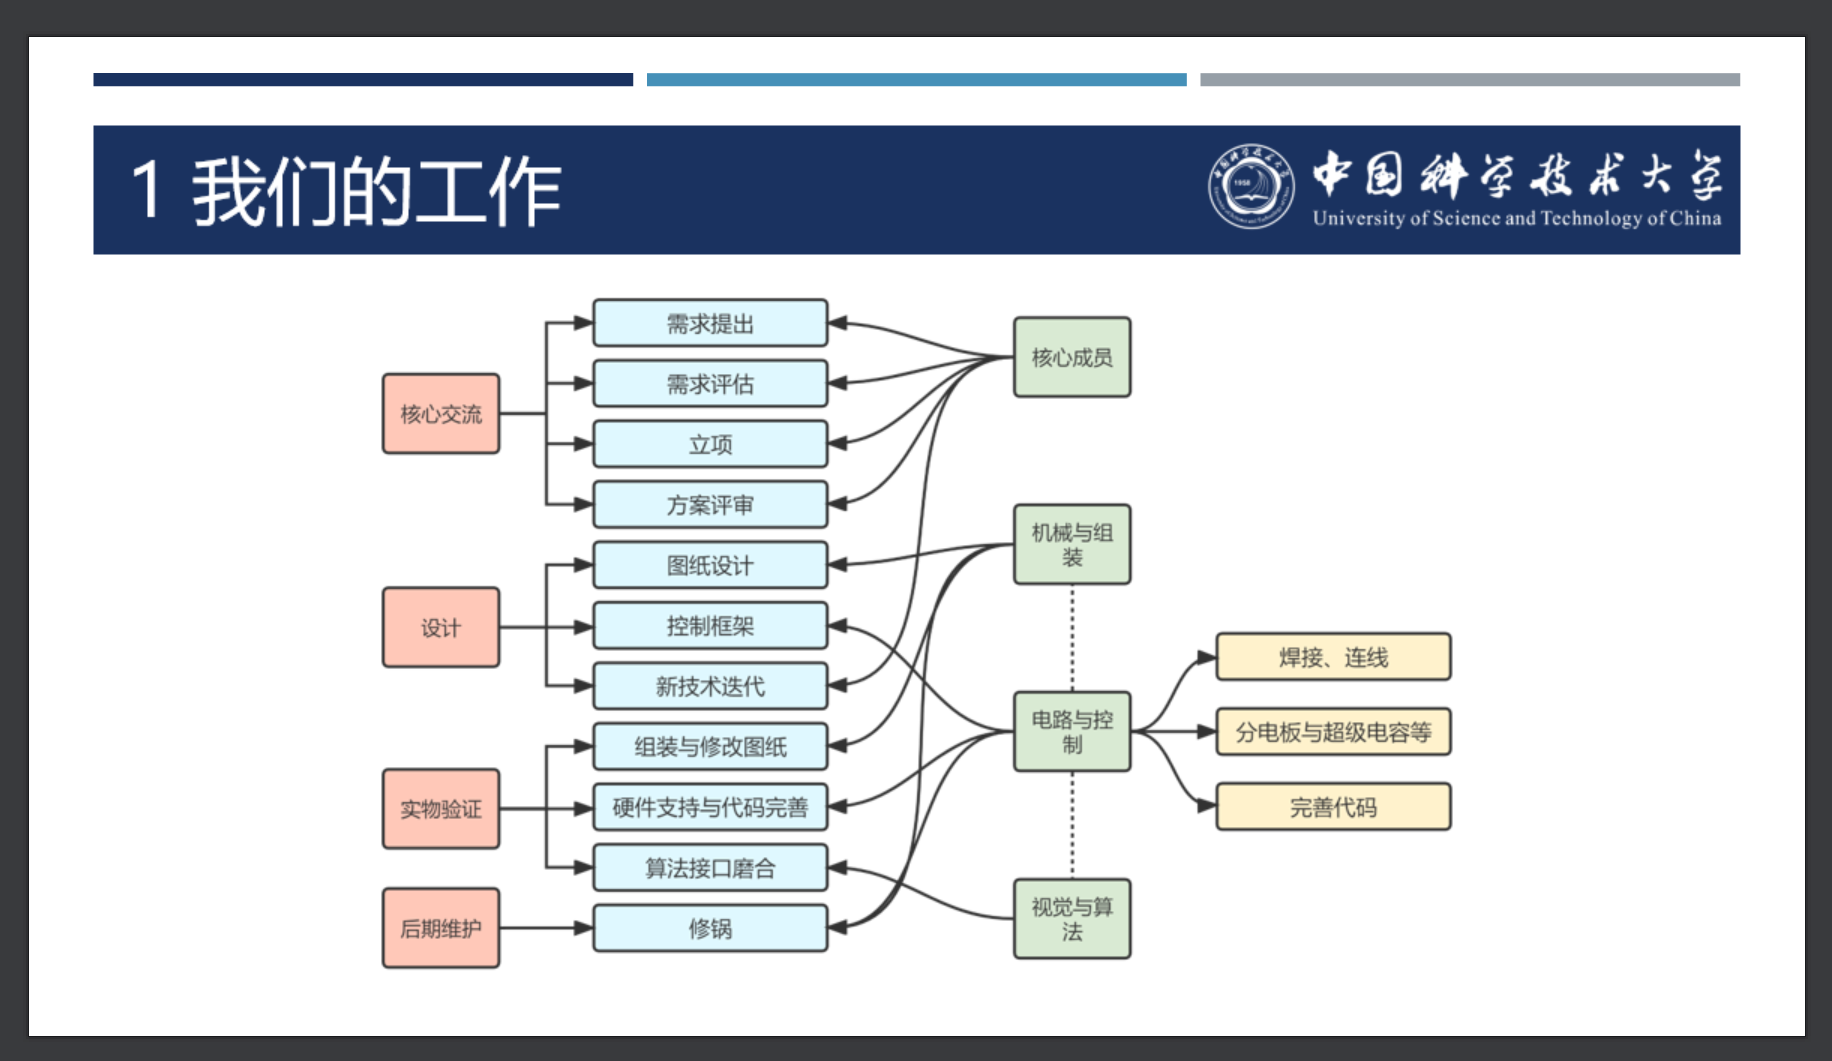 1 我们的工作
中国科学技术大学
1958
University of Science and Technology of China
需求提出
需求评估
立项
方案评审
图纸设计
控制框架
新技术迭代
组装与修改图纸
硬件支持与代码完善
算法接口磨合
修锅
核心交流
设计
实物验证
后期维护
核心成员
机械与组
装
电路与控
制
视觉与算
法
焊接、连线
分电板与超级电容等
完善代码